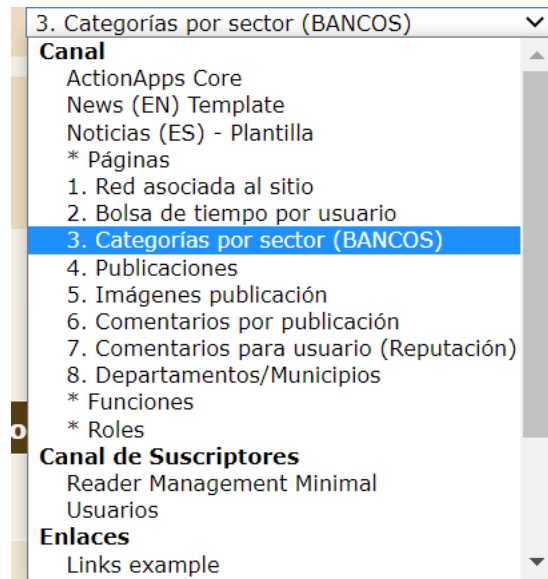 3. Categorías por sector (BANCOS)
Canal
ActionApps Core
News (EN) Template
Noticias (ES) - Plantilla
* Páginas
1. Red asociada al sitio
2. Bolsa de tiempo por usuario
3. Categorías por sector (BANCOS)
4. Publicaciones
5. Imágenes publicación
6. Comentarios por publicación
7. Comentarios para usuario (Reputación)
8. Departamentos/Municipios
* Funciones
o
* Roles
Canal de Suscriptores
Reader Management Minimal
Usuarios
Enlaces
Links example